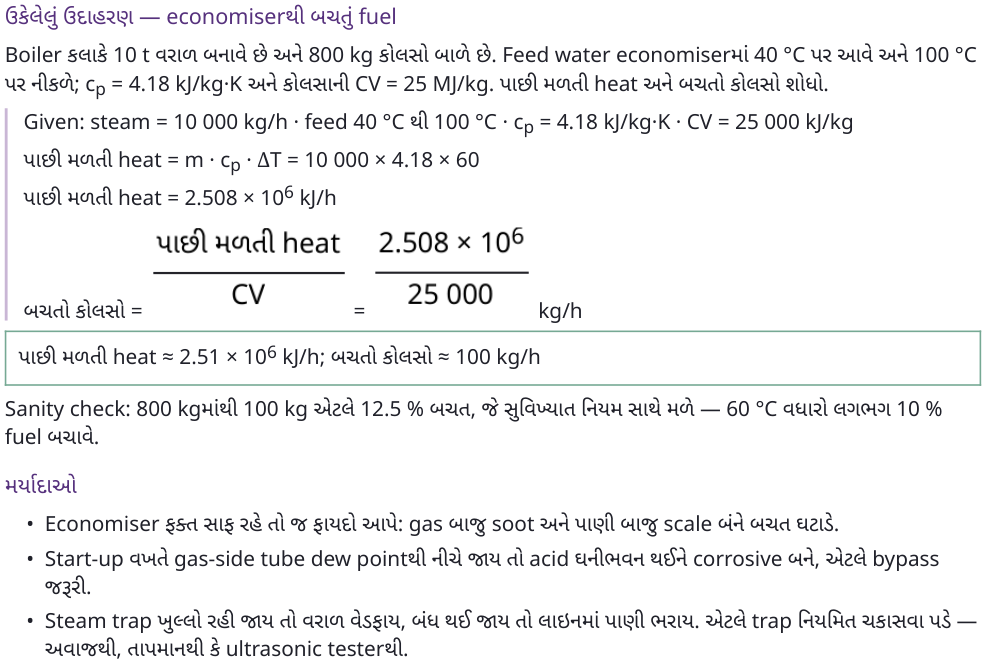 ઉકેલેલું ઉદાહરણ — economiserથી બચતું fuel
Boiler કલાકે 10 t વરાળ બનાવે છે અને 800 kg કોલસો બાળે છે. Feed water economiserમાં 40 °C પર આવે અને 100 °C
પર નીકળે; cp = 4.18 kJ/kg·K અને કોલસાની CV = 25 MJ/kg. પાછી મળતી heat અને બચતો કોલસો શોધો.
Given: steam = 10 000 kg/h · feed 40 °C થી 100 °C · cp = 4.18 kJ/kg·K · CV = 25 000 kJ/kg
પાછી મળતી heat = m · cp · ΔT = 10 000 × 4.18 × 60
પાછી મળતી heat = 2.508 × 10⁶ kJ/h
બચતો કોલસો = પાછી મળતી heat / CV = 2.508 × 10⁶ / 25 000 kg/h
પાછી મળતી heat ≈ 2.51 × 10⁶ kJ/h; બચતો કોલસો ≈ 100 kg/h
Sanity check: 800 kgમાંથી 100 kg એટલે 12.5 % બચત, જે સુવિખ્યાત નિયમ સાથે મળે — 60 °C વધારો લગભગ 10 %
fuel બચાવે.
મર્યાદાઓ
• Economiser ફક્ત સાફ રહે તો જ ફાયદો આપે: gas બાજુ soot અને પાણી બાજુ scale બંને બચત ઘટાડે.
• Start-up વખતે gas-side tube dew pointથી નીચે જાય તો acid ઘનીભવન થઈને corrosive બને, એટલે bypass
જરૂરી.
• Steam trap ખુલ્લો રહી જાય તો વરાળ વેડફાય, બંધ થઈ જાય તો લાઇનમાં પાણી ભરાય. એટલે trap નિયમિત ચકાસવા પડે —
અવાજથી, તાપમાનથી કે ultrasonic testerથી.